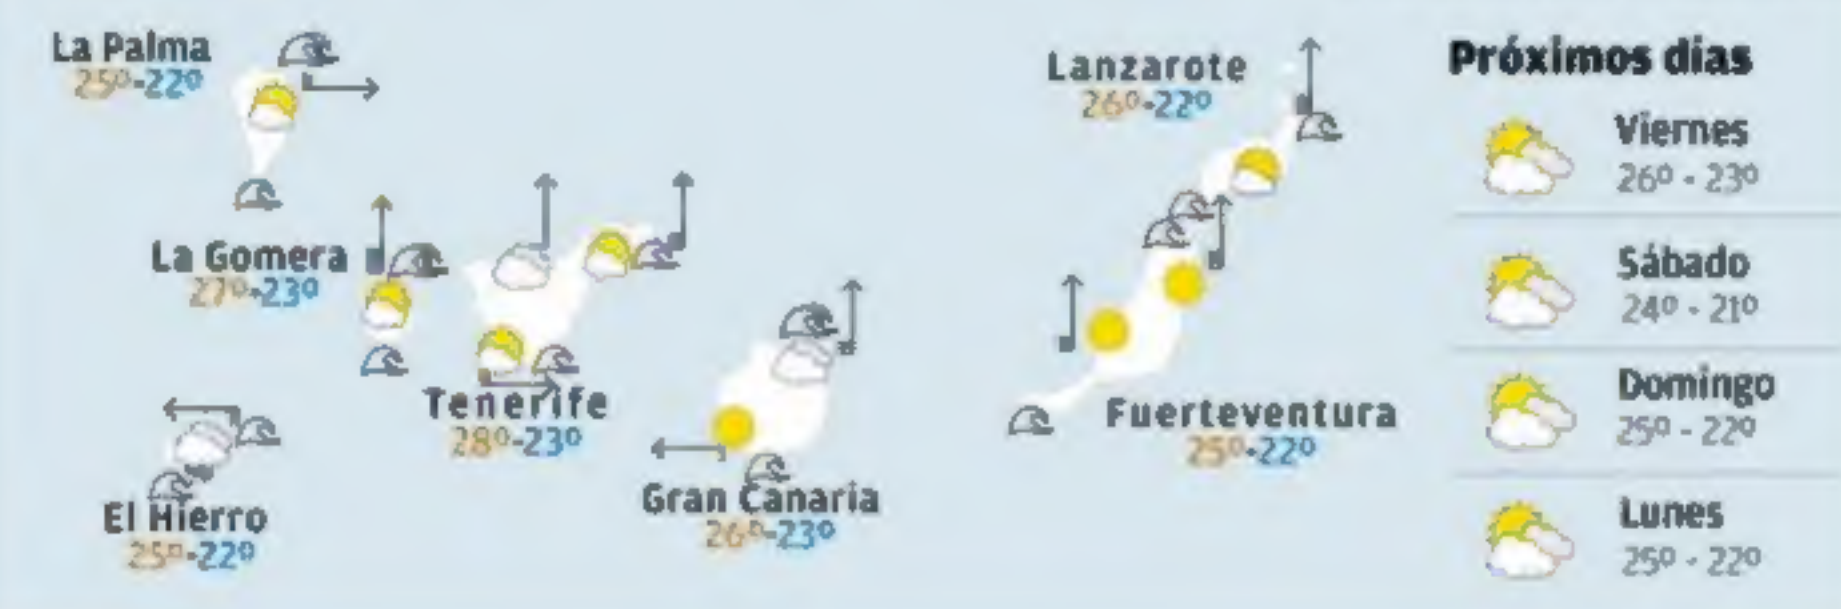 La Palma
25º-22º
La Gomera
27º-23º
Tenerife
28º-23º
El Hierro
25º-22º
Gran Canaria
26º-23º
Lanzarote
26º-22º
Fuerteventura
25º-22º
Próximos días
Viernes
26º - 23º
Sábado
24º - 21º
Domingo
25º - 22º
Lunes
25º - 22º